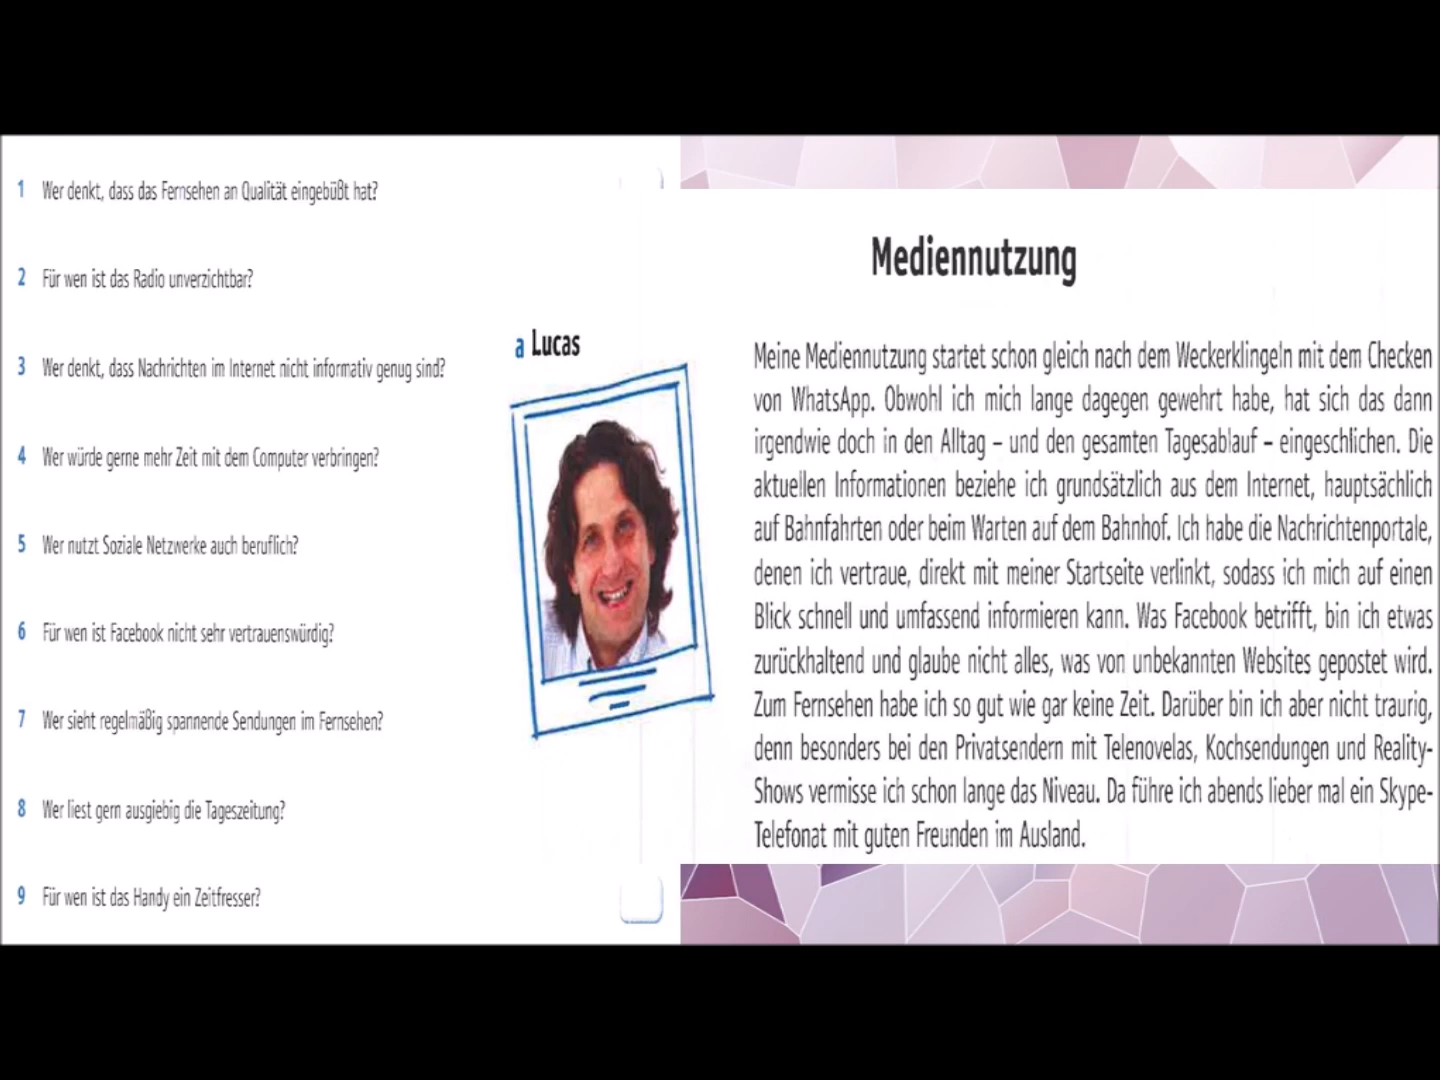 1 Wer denkt, dass das Fernsehen an Qualität eingebüßt hat?
2 Für wen ist das Radio unverzichtbar?
3 Wer denkt, dass Nachrichten im Internet nicht informativ genug sind?
4 Wer würde gerne mehr Zeit mit dem Computer verbringen?
5 Wer nutzt Soziale Netzwerke auch beruflich?
6 Für wen ist Facebook nicht sehr vertrauenswürdig?
7 Wer sieht regelmäßig spannende Sendungen im Fernsehen?
8 Wer liest gern ausgiebig die Tageszeitung?
9 Für wen ist das Handy ein Zeitfresser?
a Lucas
Mediennutzung
Meine Mediennutzung startet schon gleich nach dem Weckerklingeln mit dem Checken
von WhatsApp. Obwohl ich mich lange dagegen gewehrt habe, hat sich das dann
irgendwie doch in den Alltag – und den gesamten Tagesablauf – eingeschlichen. Die
aktuellen Informationen beziehe ich grundsätzlich aus dem Internet, hauptsächlich
auf Bahnfahrten oder beim Warten auf dem Bahnhof. Ich habe die Nachrichtenportale,
denen ich vertraue, direkt mit meiner Startseite verlinkt, sodass ich mich auf einen
Blick schnell und umfassend informieren kann. Was Facebook betrifft, bin ich etwas
zurückhaltend und glaube nicht alles, was von unbekannten Websites gepostet wird.
Zum Fernsehen habe ich so gut wie gar keine Zeit. Darüber bin ich aber nicht traurig,
denn besonders bei den Privatsendern mit Telenovelas, Kochsendungen und Reality-
Shows vermisse ich schon lange das Niveau. Da führe ich abends lieber mal ein Skype-
Telefonat mit guten Freunden im Ausland.